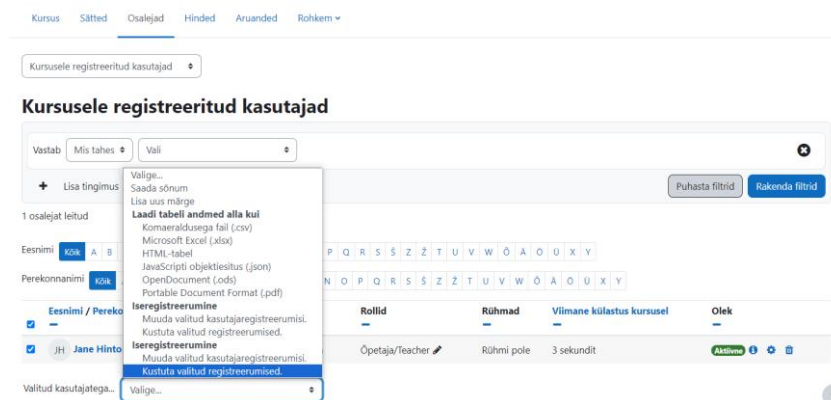 Kursus Sätted Osalejad Hinded Aruanded Rohkem
Kursusele registreeritud kasutajad
Kursusele registreeritud kasutajad
Vastab Mis tahes Vali
Lisa tingimus Puhasta filtrid Rakenda filtrid
1 osalejat leitud
Valige...
Saada sõnum
Lisa uus märge
Laadi tabeli andmed alla kui
Komaeraldusega fail (.csv)
Microsoft Excel (.xlsx)
HTML-tabel
JavaScripti objektiesitus (.json)
OpenDocument (.ods)
Portable Document Format (.pdf)
Iseregistreerumine
Muuda valitud kasutajaregistreerumisi.
Kustuta valitud registreerumised.
Iseregistreerumine
Muuda valitud kasutajaregistreerumisi.
Kustuta valitud registreerumised.
Eesnimi Kõik A B P Q R S Š Z Ž T U V W Õ Ä Ö Ü X Y
Perekonnanimi Kõik N O P Q R S Š Z Ž T U V W Õ Ä Ö Ü X Y
Eesnimi / Pereko Rollid Rühmad Viimane külastus kursusel Olek
JH Jane Hinto Õpetaja/Teacher Rühmi pole 3 sekundit Aktiivne
Valitud kasutajatega... Valige...